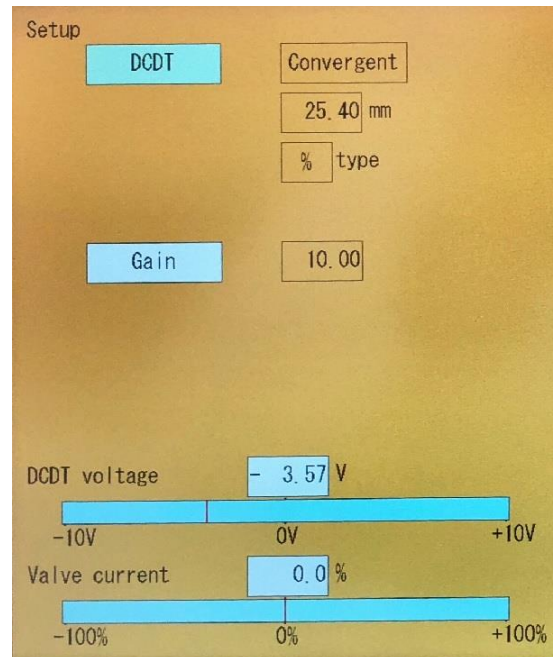 Setup
DCDT Convergent
25.40 mm
% type
Gain 10.00
DCDT voltage - 3.57 V
-10V 0V +10V
Valve current 0.0 %
-100% 0% +100%